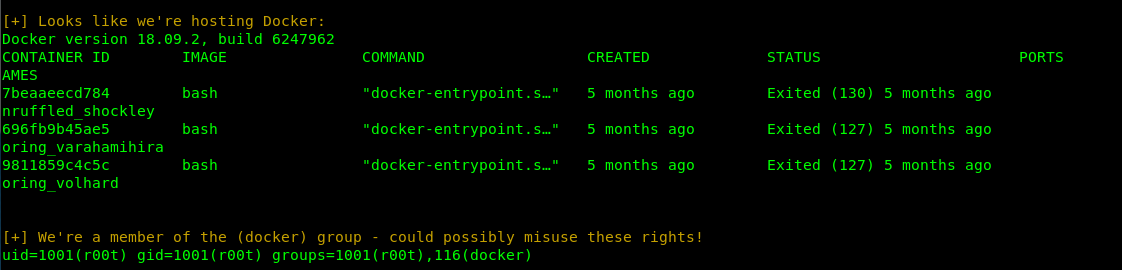 [+] Looks like we're hosting Docker:
Docker version 18.09.2, build 6247962
CONTAINER ID        IMAGE               COMMAND                  CREATED             STATUS                      PORTS
AMES
7beaaeecd784        bash                "docker-entrypoint.s…"   5 months ago        Exited (130) 5 months ago
nruffled_shockley
696fb9b45ae5        bash                "docker-entrypoint.s…"   5 months ago        Exited (127) 5 months ago
oring_varahamihira
9811859c4c5c        bash                "docker-entrypoint.s…"   5 months ago        Exited (127) 5 months ago
oring_volhard
[+] We're a member of the (docker) group - could possibly misuse these rights!
uid=1001(r00t) gid=1001(r00t) groups=1001(r00t),116(docker)